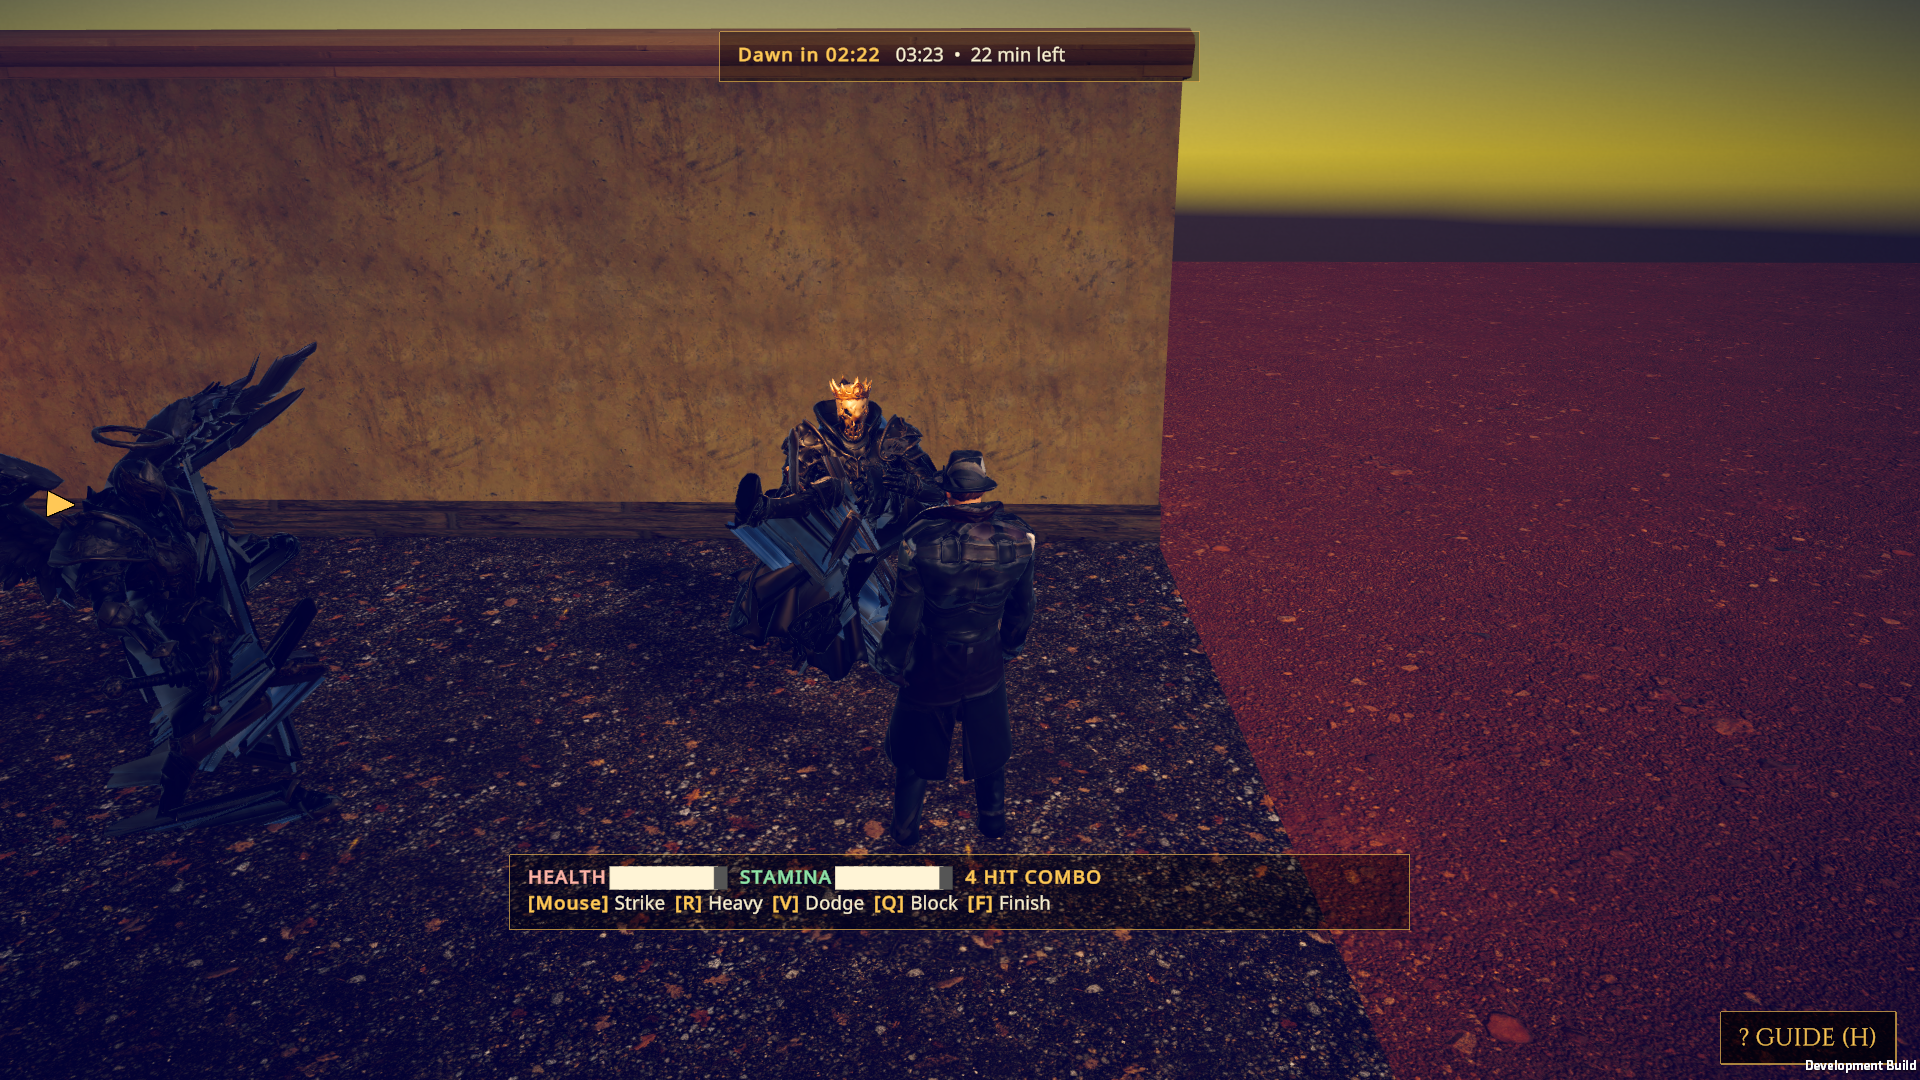 Dawn in 02:22 03:23 • 22 min left
HEALTH STAMINA 4 HIT COMBO
[Mouse] Strike [R] Heavy [V] Dodge [Q] Block [F] Finish
? GUIDE (H)
Development Build